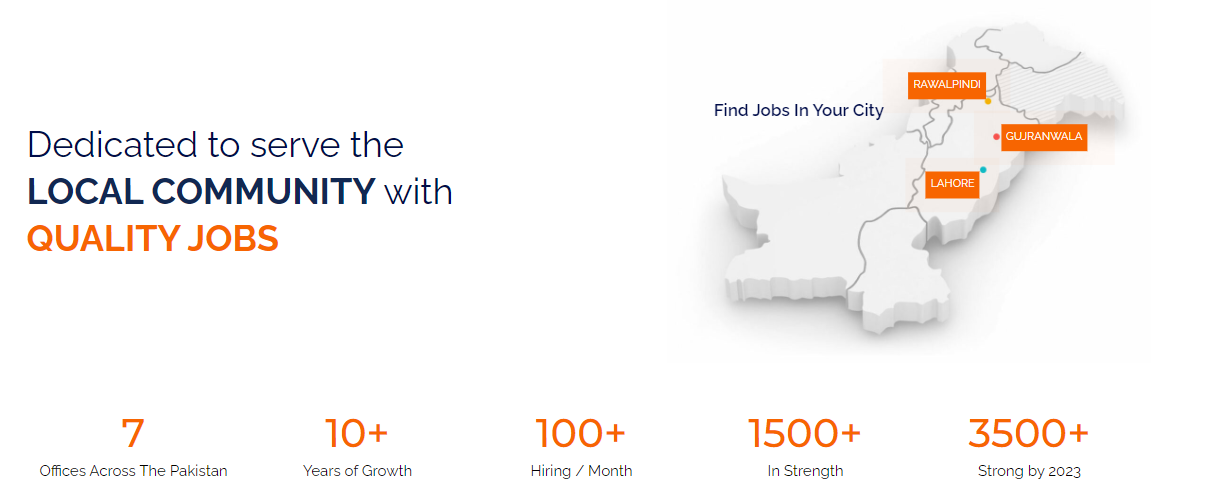 Dedicated to serve the
LOCAL COMMUNITY with
QUALITY JOBS
Find Jobs In Your City
RAWALPINDI
GUJRANWALA
LAHORE
7
Offices Across The Pakistan
10+
Years of Growth
100+
Hiring / Month
1500+
In Strength
3500+
Strong by 2023